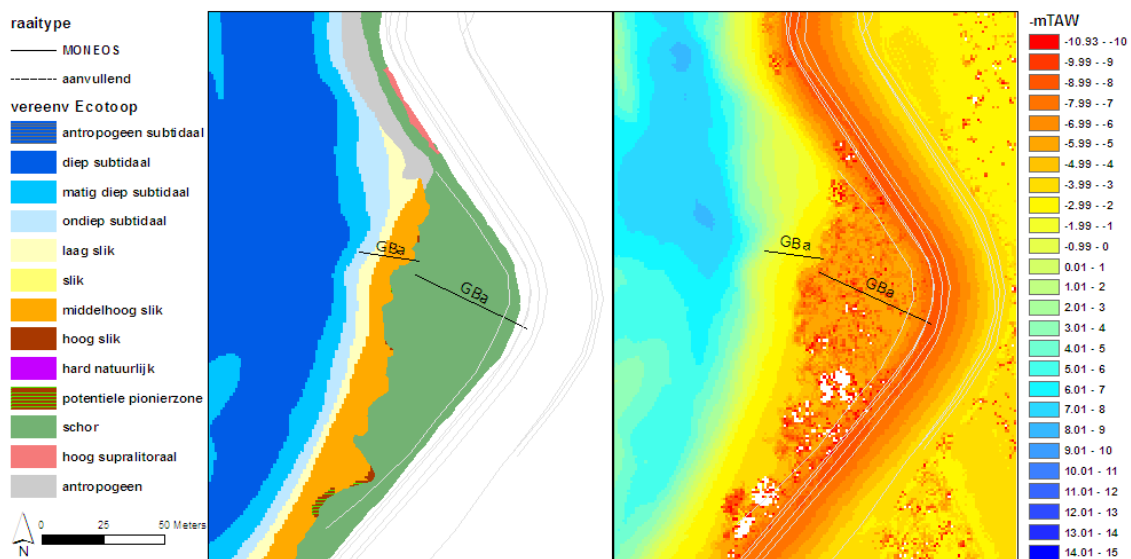 raaitype
MONEOS
aanvullend
vereenv Ecotoop
antropogeen subtidaal
diep subtidaal
matig diep subtidaal
ondiep subtidaal
laag slik
slik
middelhoog slik
hoog slik
hard natuurlijk
potentiele pionierzone
schor
hoog supralitoraal
antropogeen
0 25 50 Meters
N
GBa
GBa
GBa
GBa
-mTAW
-10.93 - -10
-9.99 - -9
-8.99 - -8
-7.99 - -7
-6.99 - -6
-5.99 - -5
-4.99 - -4
-3.99 - -3
-2.99 - -2
-1.99 - -1
-0.99 - 0
0.01 - 1
1.01 - 2
2.01 - 3
3.01 - 4
4.01 - 5
5.01 - 6
6.01 - 7
7.01 - 8
8.01 - 9
9.01 - 10
10.01 - 11
11.01 - 12
12.01 - 13
13.01 - 14
14.01 - 15